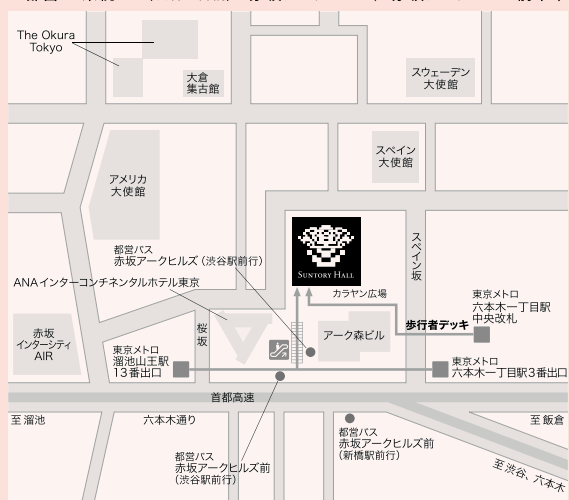 The Okura
Tokyo
大倉
集古館
スウェーデン
大使館
スペイン
大使館
アメリカ
大使館
都営バス
赤坂アークヒルズ(渋谷駅前行)
ANAインターコンチネンタルホテル東京
SUNTORY HALL
スペイン坂
カラヤン広場
東京メトロ
六本木一丁目駅
中央改札
歩行者デッキ
赤坂
インターシティ
AIR
桜坂
アーク森ビル
東京メトロ
溜池山王駅
13番出口
東京メトロ
六本木一丁目駅3番出口
首都高速
至 溜池
六本木通り
至 飯倉
都営バス
赤坂アークヒルズ前
(渋谷駅前行)
都営バス
赤坂アークヒルズ前
(新橋駅前行)
至 渋谷、六本木